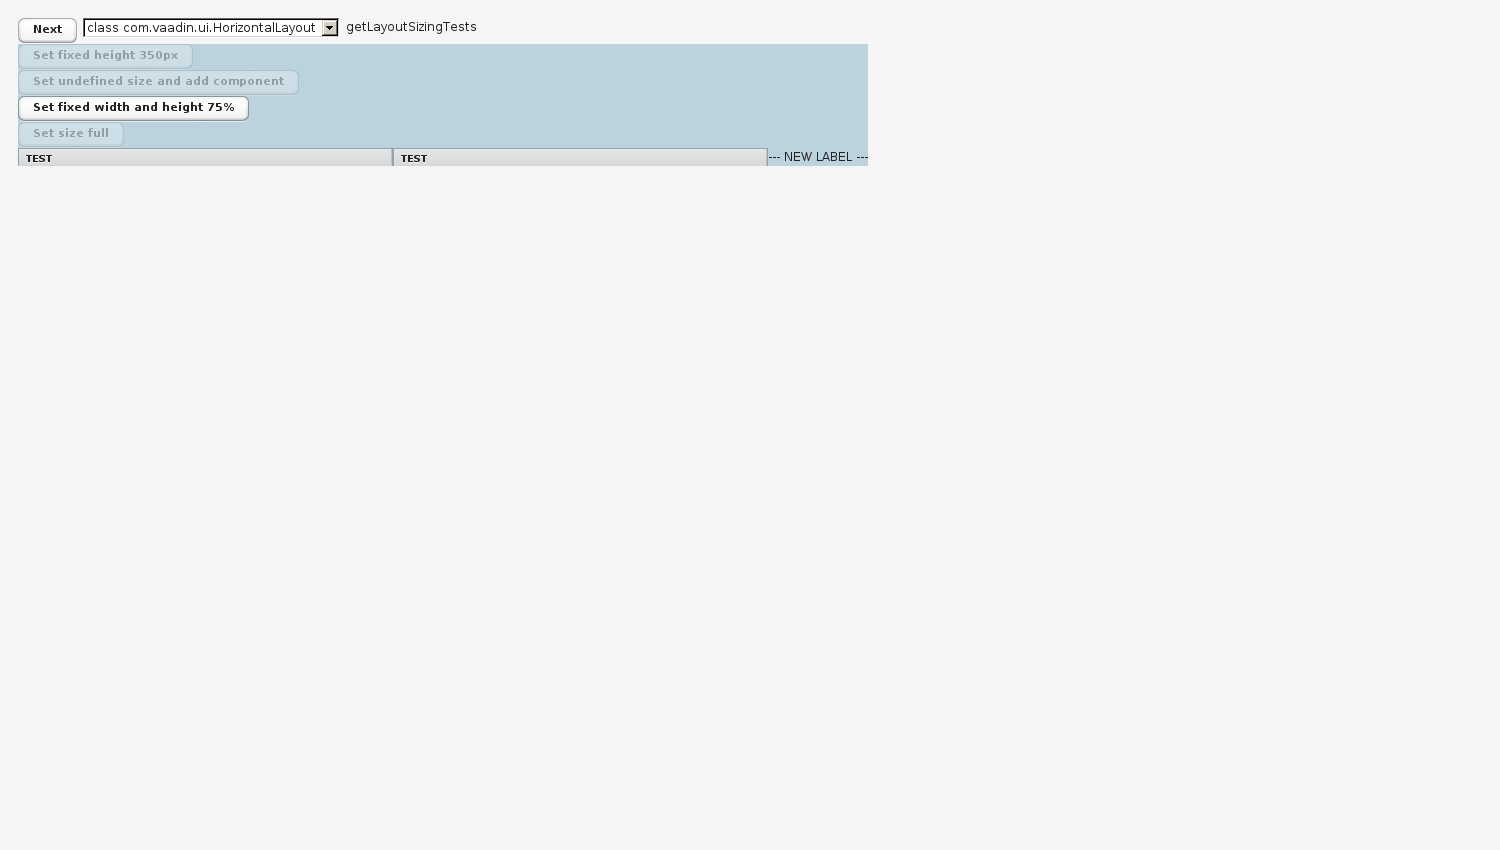 Next class com.vaadin.ui.HorizontalLayout getLayoutSizingTests
Set fixed height 350px
Set undefined size and add component
Set fixed width and height 75%
Set size full
TEST TEST --- NEW LABEL ---